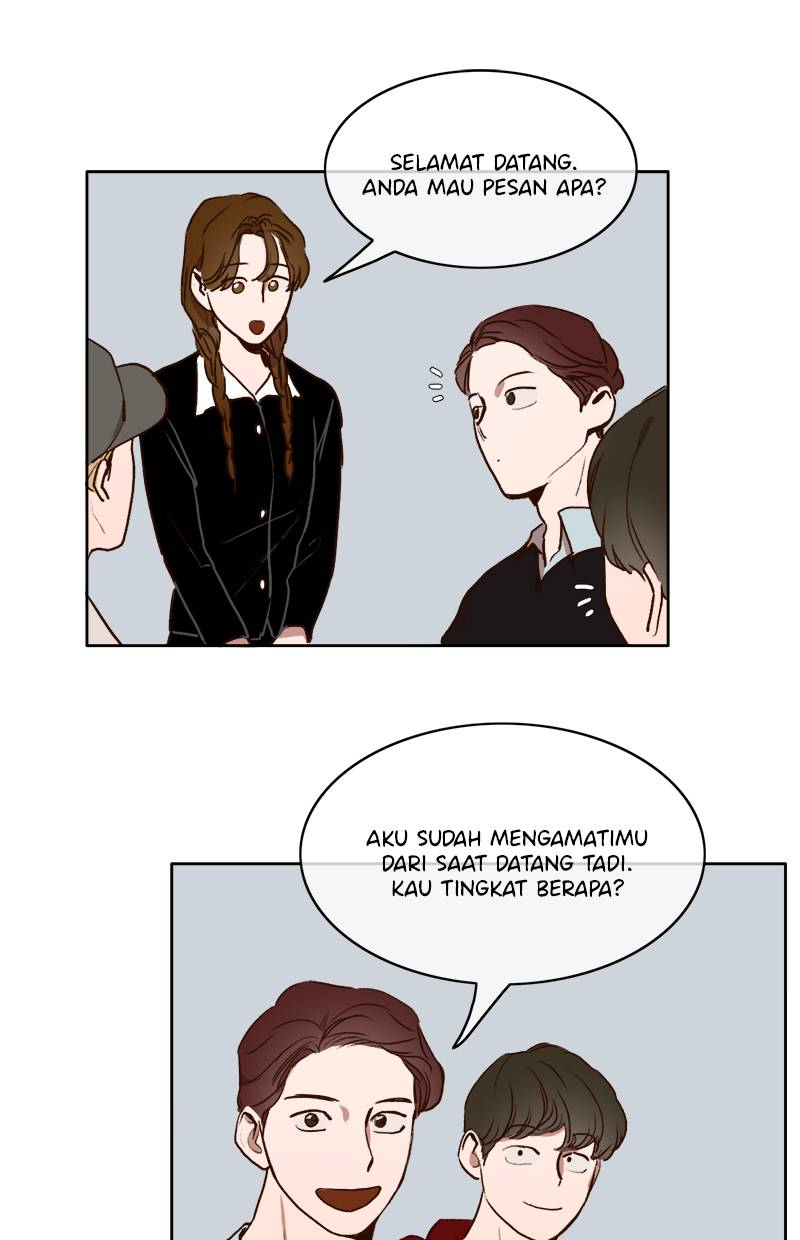 SELAMAT DATANG.
ANDA MAU PESAN APA?
AKU SUDAH MENGAMATIMU
DARI SAAT DATANG TADI.
KAU TINGKAT BERAPA?